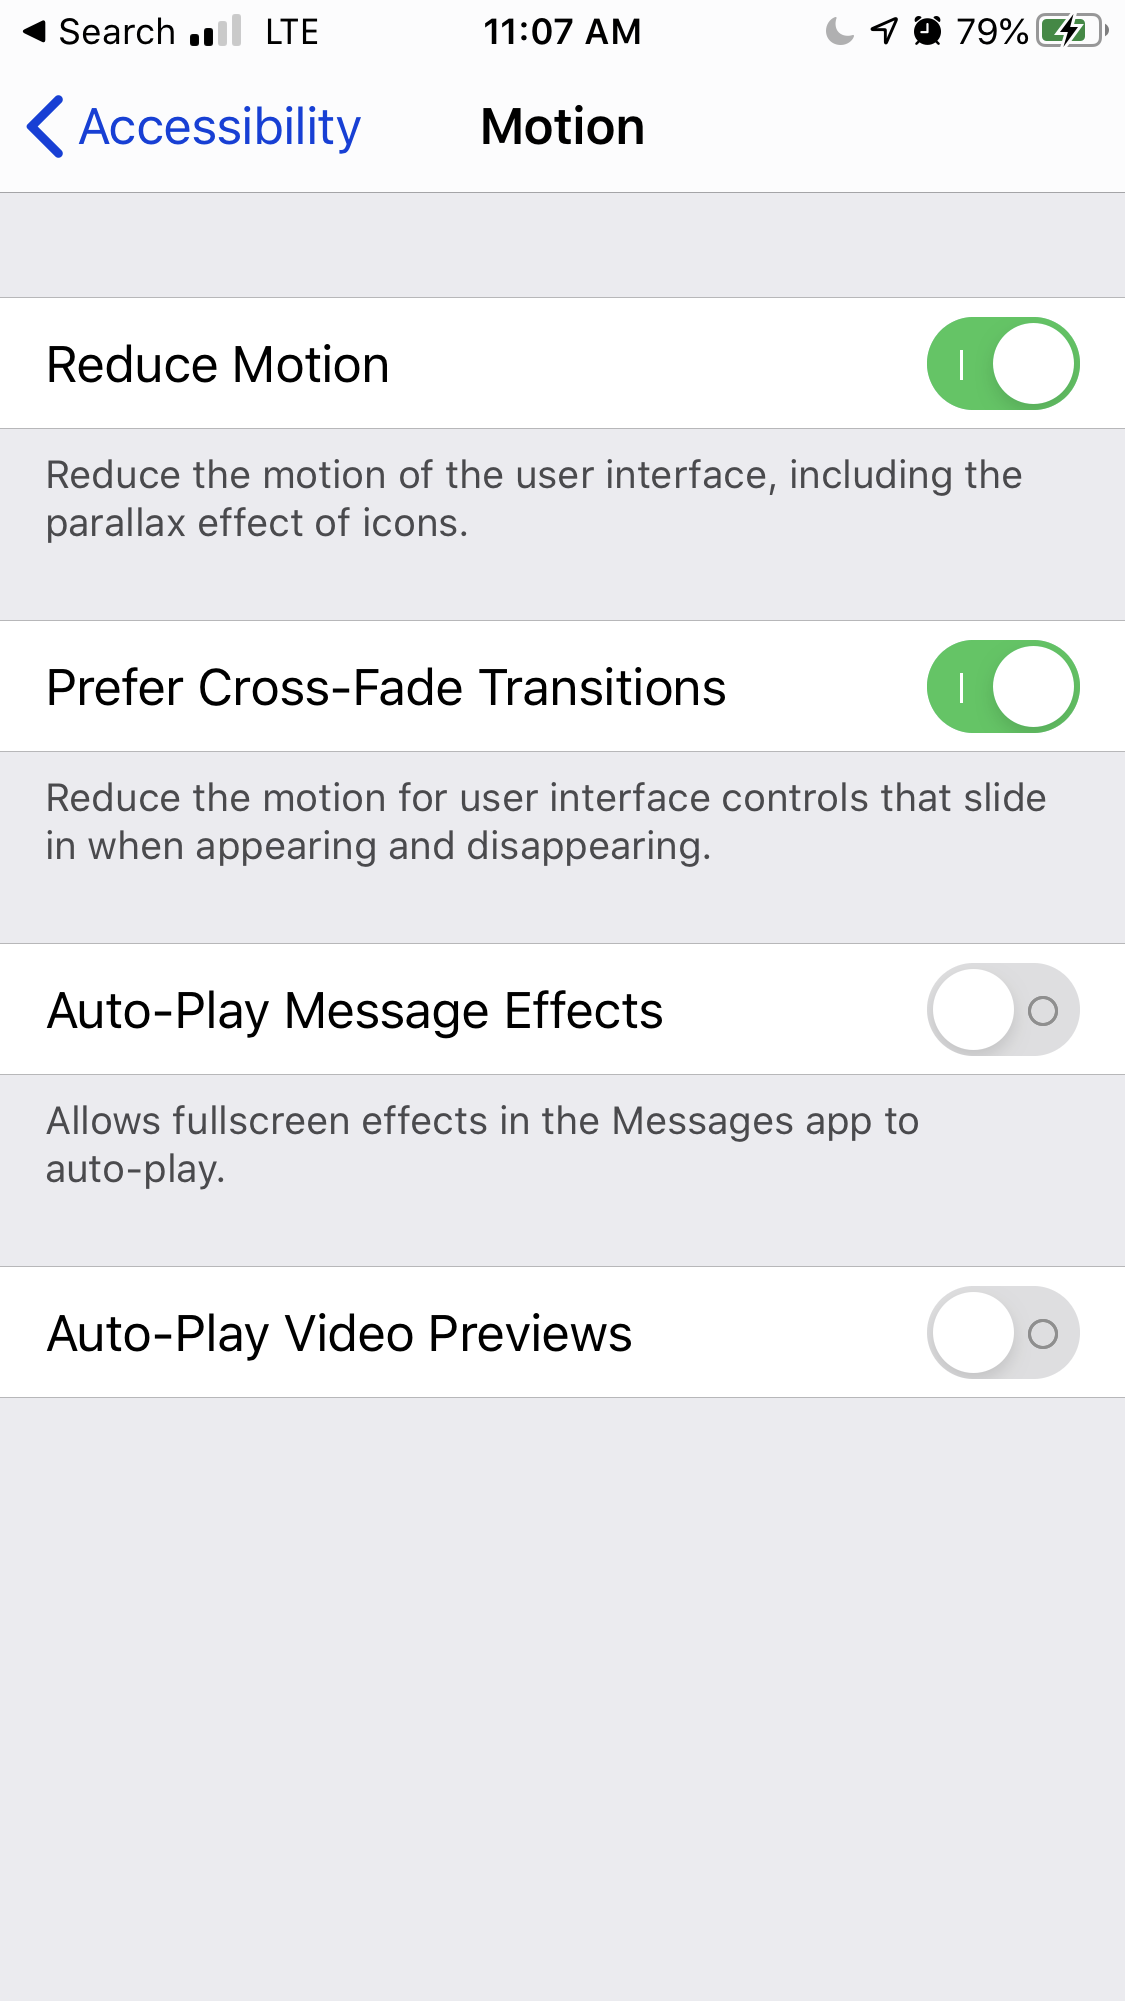 Search LTE 11:07 AM 79%
Accessibility Motion
Reduce Motion
Reduce the motion of the user interface, including the
parallax effect of icons.
Prefer Cross-Fade Transitions
Reduce the motion for user interface controls that slide
in when appearing and disappearing.
Auto-Play Message Effects
Allows fullscreen effects in the Messages app to
auto-play.
Auto-Play Video Previews